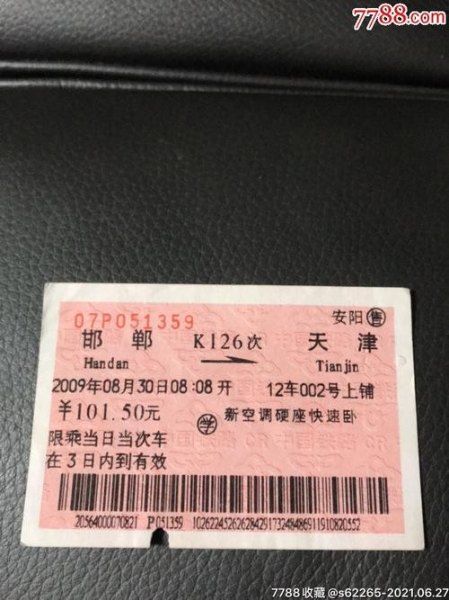 7788.com
07P051359 安阳售
邯郸 K126次 天津
Handan Tianjin
2009年08月30日08:08开 12车002号上铺
￥101.50元 学 新空调硬座快速卧
限乘当日当次车
在3日内到有效
20564000070821 P051359 10262245262628429173248486911910820552
7788收藏@s62265-2021.06.27